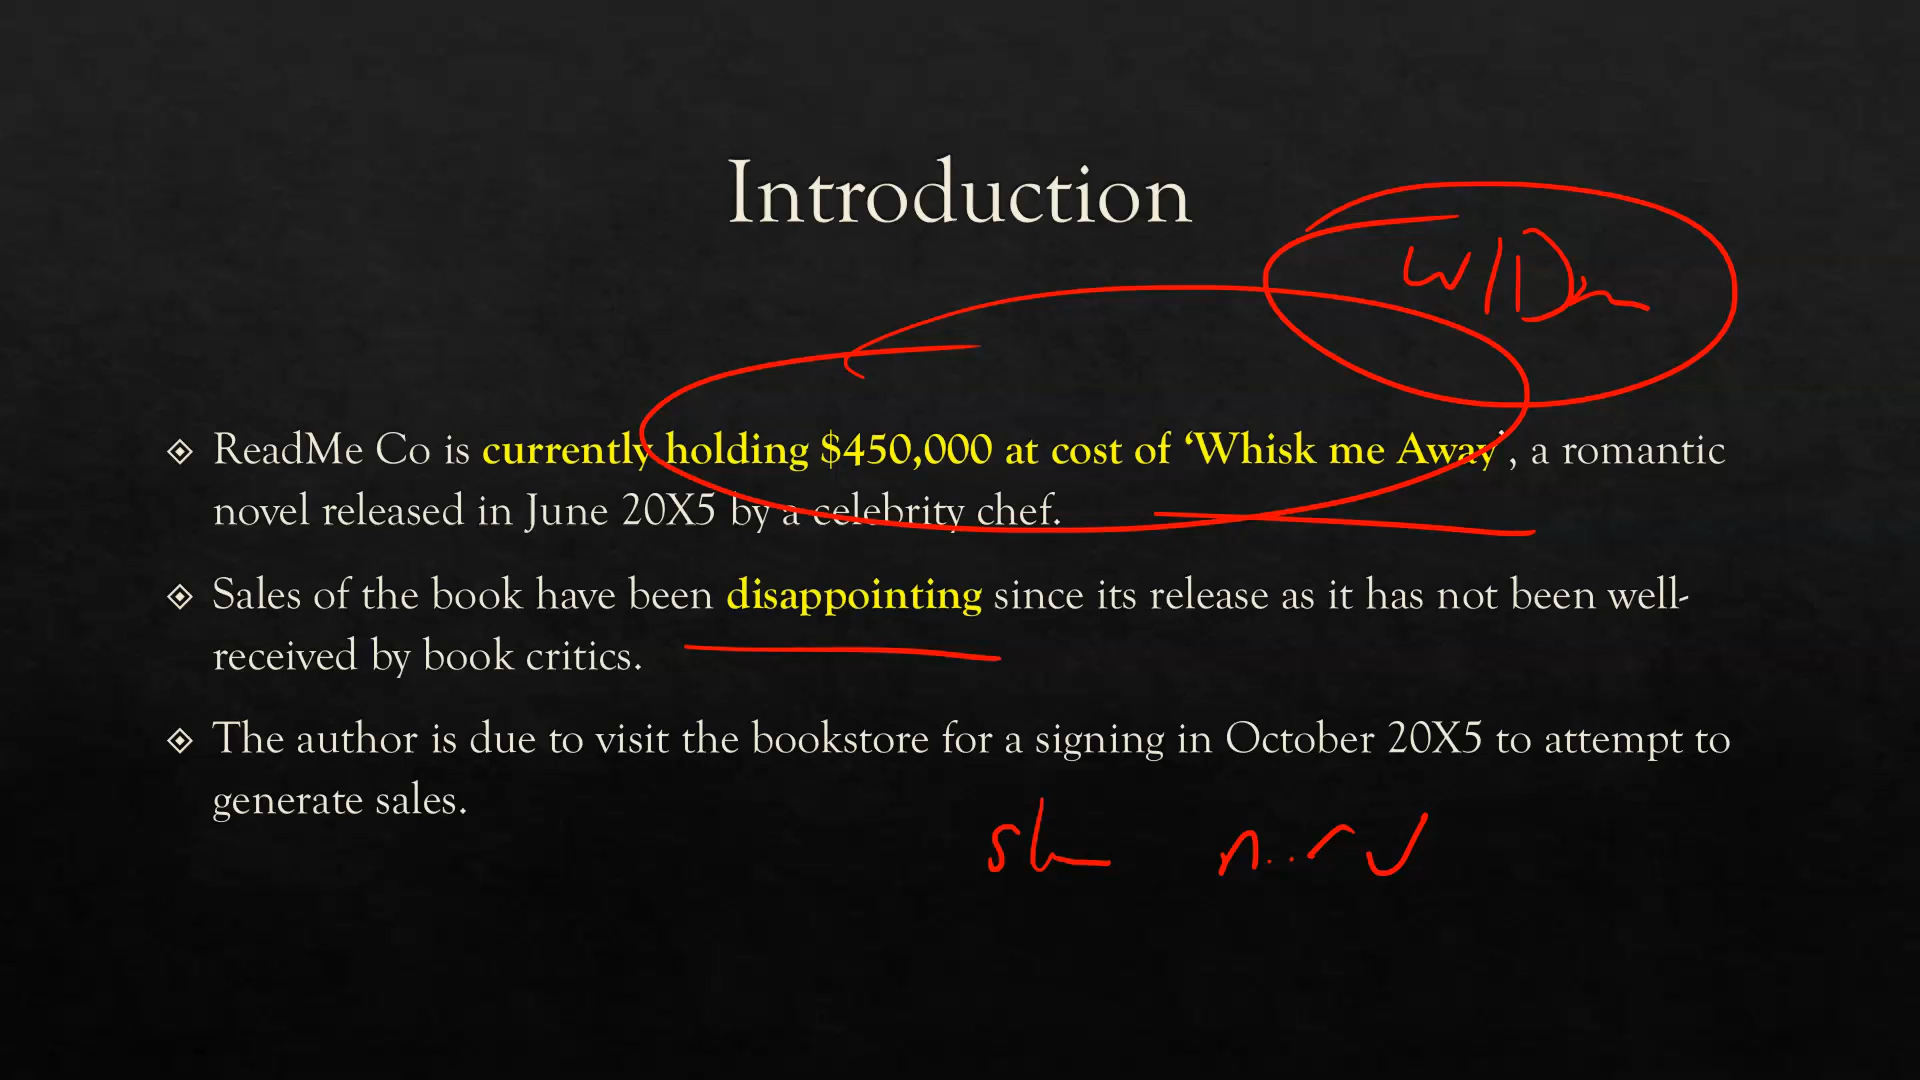 Introduction
W/Dn
ReadMe Co is currently holding $450,000 at cost of ‘Whisk me Away’, a romantic
novel released in June 20X5 by a celebrity chef.
Sales of the book have been disappointing since its release as it has not been well-
received by book critics.
The author is due to visit the bookstore for a signing in October 20X5 to attempt to
generate sales.